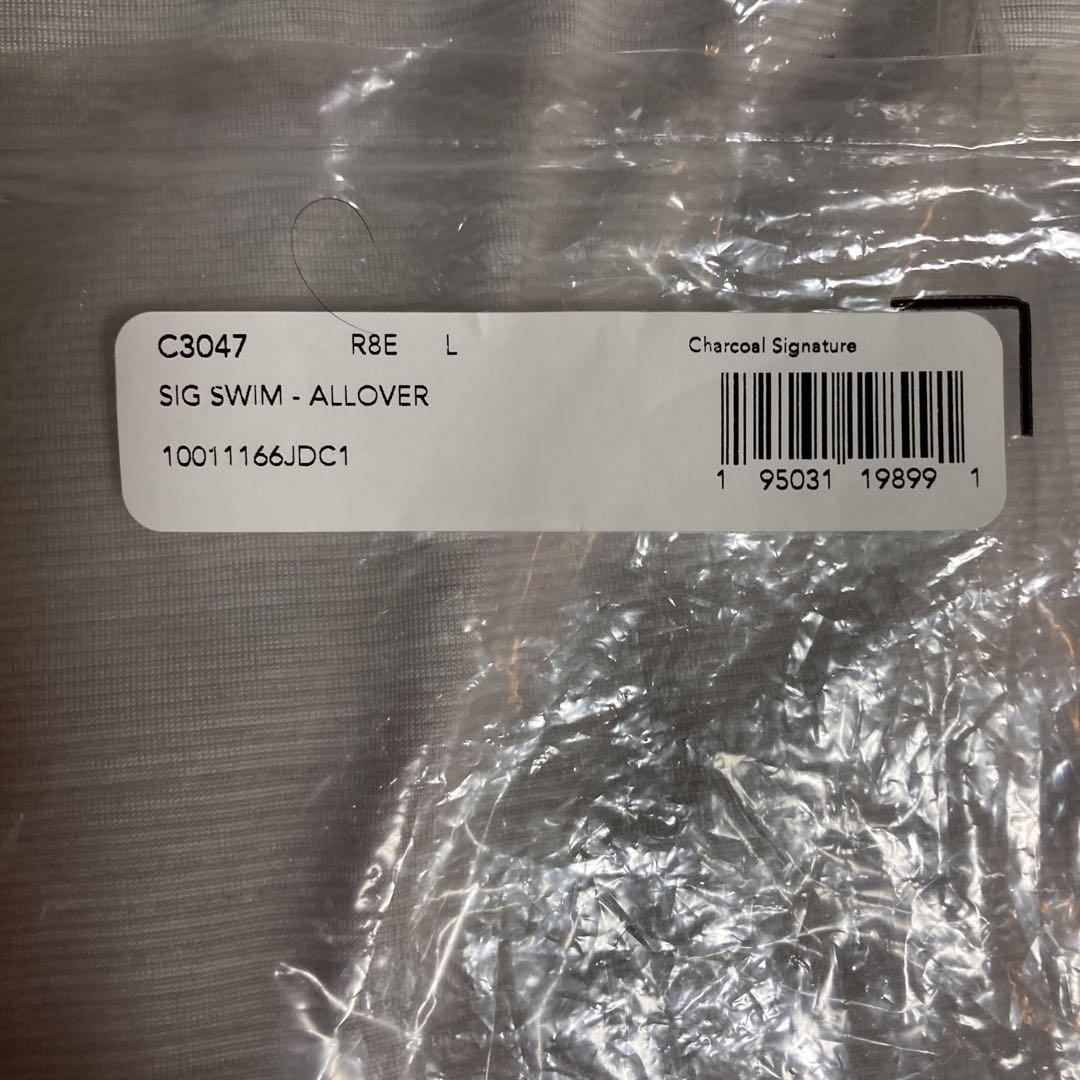 C3047 R8E L Charcoal Signature
SIG SWIM - ALLOVER
10011166JDC1
1 95031 19899 1